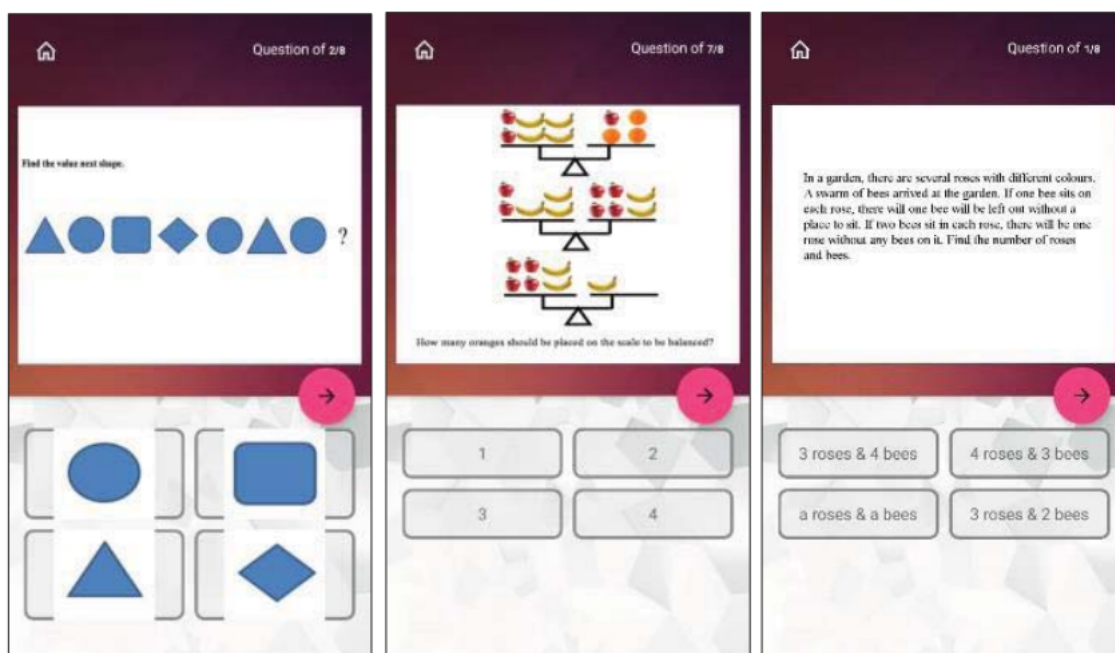 Question of 2/8
Find the value next shape.
?
Question of 7/8
How many oranges should be placed on the scale to be balanced?
1
2
3
4
Question of 1/8
In a garden, there are several roses with different colours.
A swarm of bees arrived at the garden. If one bee sits on
each rose, there will one bee will be left out without a
place to sit. If two bees sit in each rose, there will be one
rose without any bees on it. Find the number of roses
and bees.
3 roses & 4 bees
4 roses & 3 bees
a roses & a bees
3 roses & 2 bees